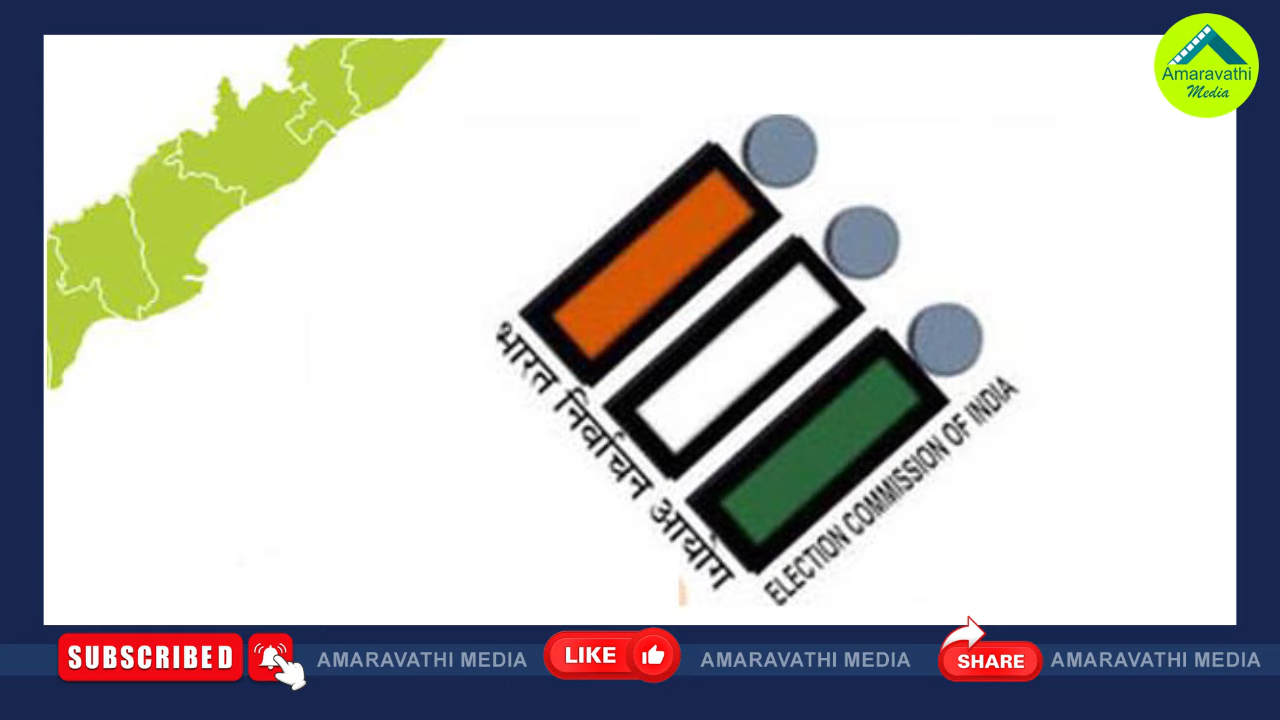 Amaravathi
Media
भारत निर्वाचन आयोग
ELECTION COMMISSION OF INDIA
SUBSCRIBED
AMARAVATHI MEDIA
LIKE
AMARAVATHI MEDIA
SHARE
AMARAVATHI MEDIA